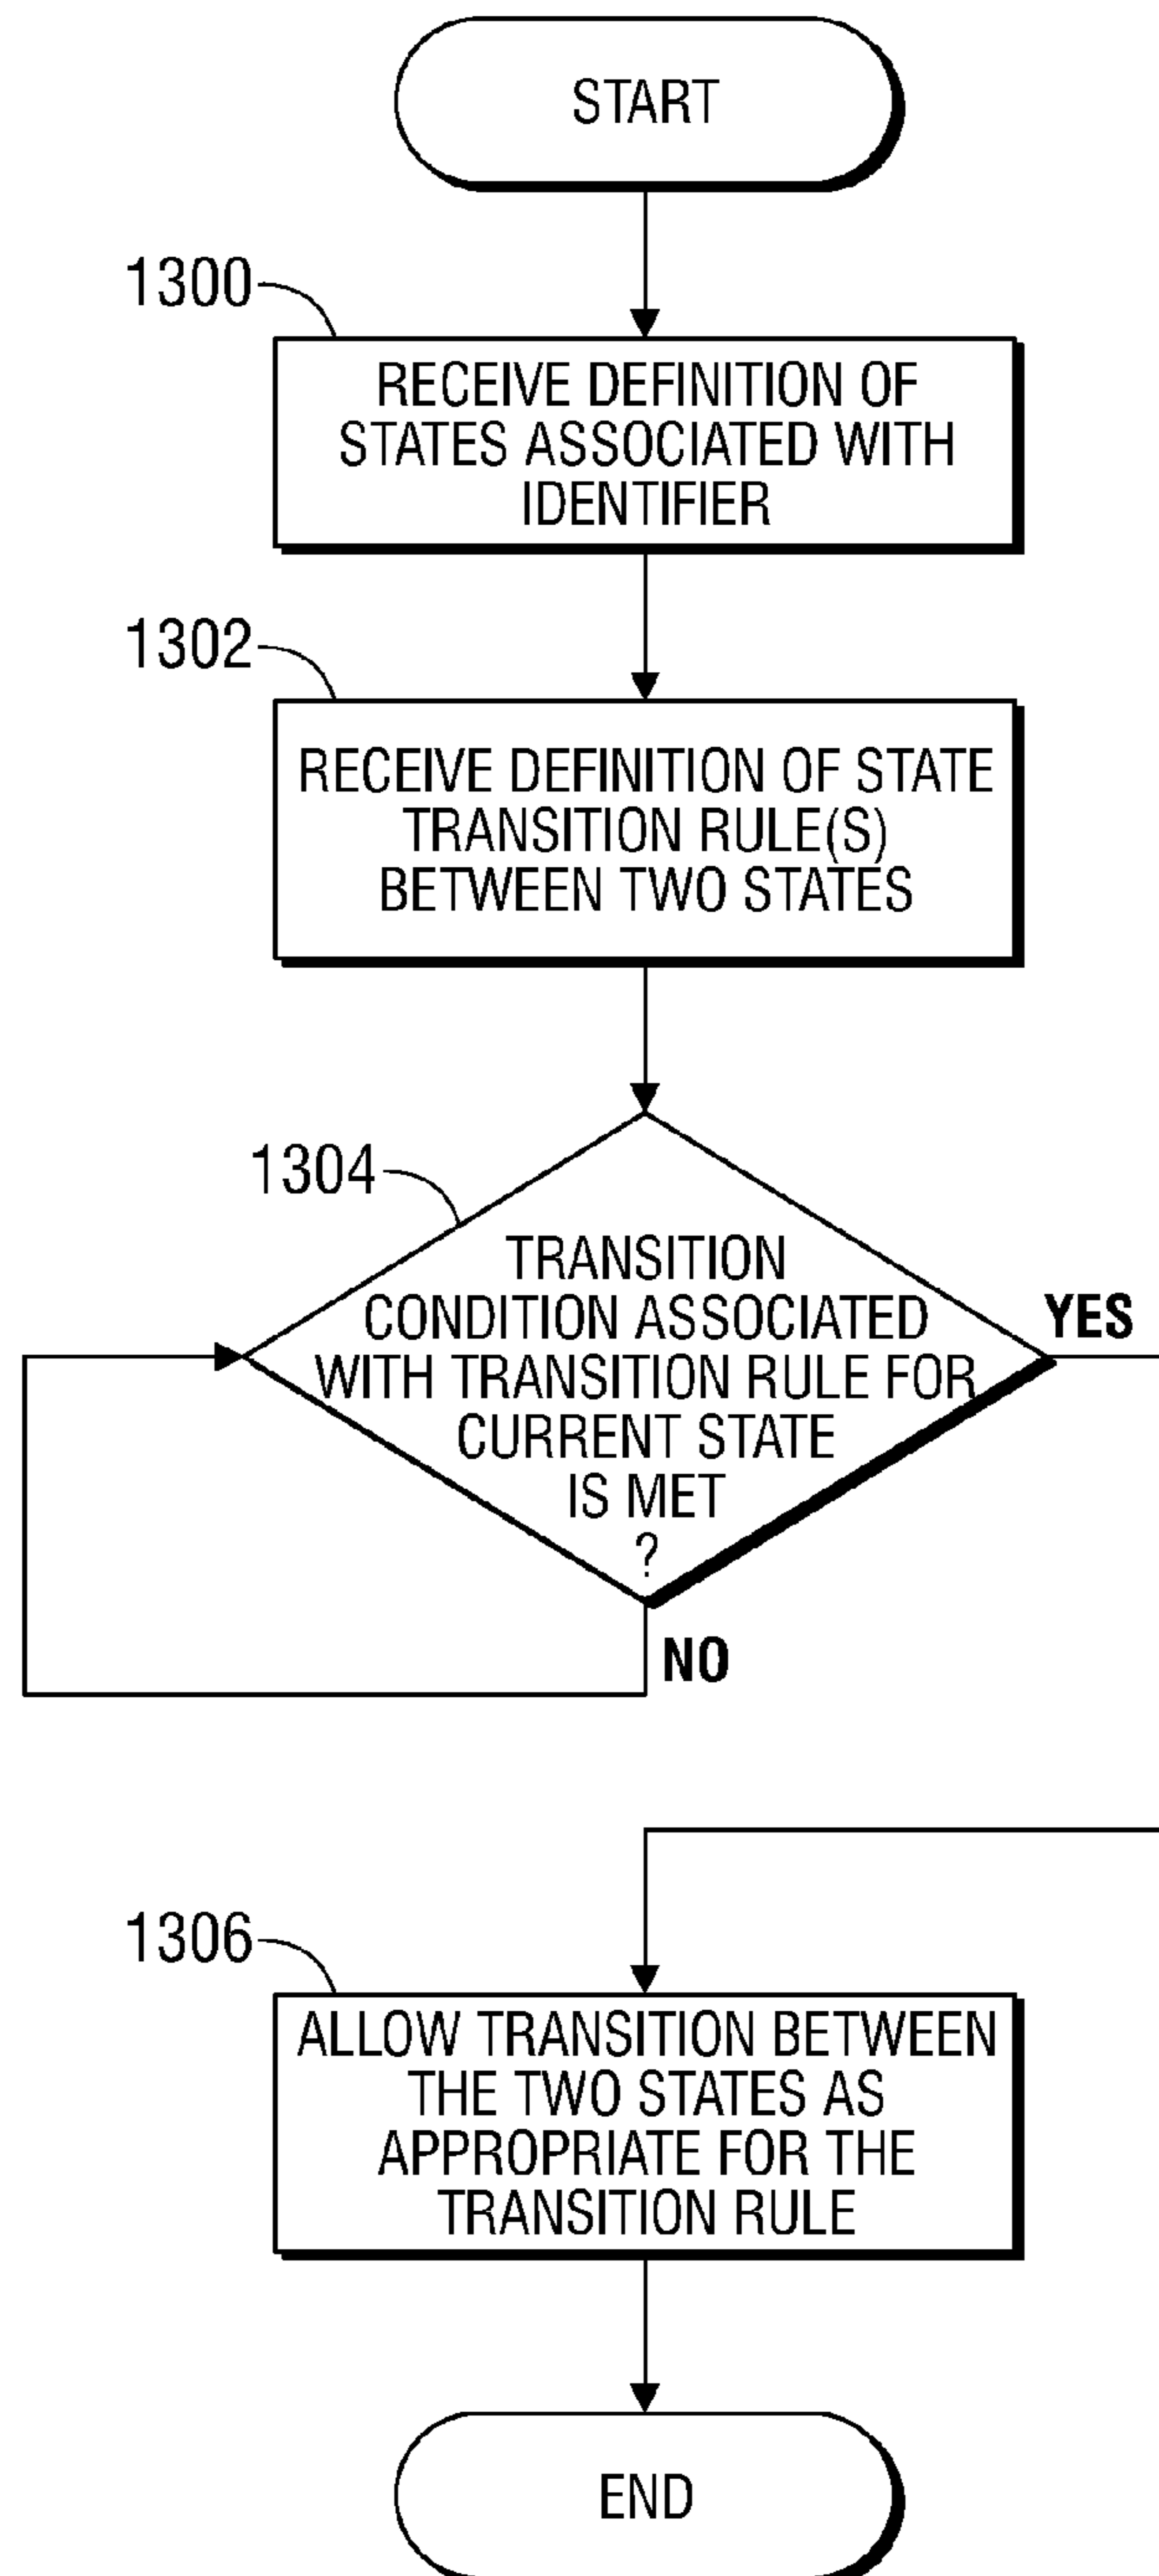 START
1300
RECEIVE DEFINITION OF
STATES ASSOCIATED WITH
IDENTIFIER
1302
RECEIVE DEFINITION OF STATE
TRANSITION RULE(S)
BETWEEN TWO STATES
1304
TRANSITION
CONDITION ASSOCIATED
WITH TRANSITION RULE FOR
CURRENT STATE
IS MET
?
YES
NO
1306
ALLOW TRANSITION BETWEEN
THE TWO STATES AS
APPROPRIATE FOR THE
TRANSITION RULE
END